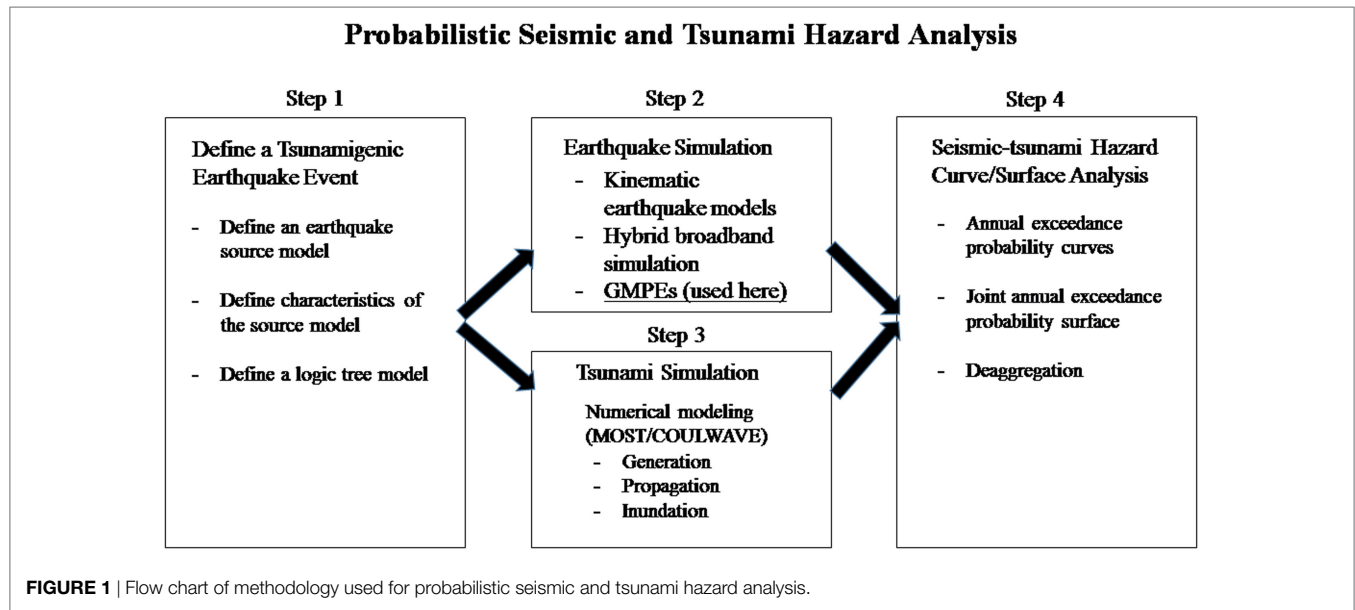 Probabilistic Seismic and Tsunami Hazard Analysis
Step 1
Define a Tsunamigenic
Earthquake Event
- Define an earthquake
source model
- Define characteristics of
the source model
- Define a logic tree model
Step 2
Earthquake Simulation
- Kinematic
earthquake models
- Hybrid broadband
simulation
- GMPEs (used here)
Step 3
Tsunami Simulation
Numerical modeling
(MOST/COULWAVE)
- Generation
- Propagation
- Inundation
Step 4
Seismic-tsunami Hazard
Curve/Surface Analysis
- Annual exceedance
probability curves
- Joint annual exceedance
probability surface
- Deaggregation
FIGURE 1 | Flow chart of methodology used for probabilistic seismic and tsunami hazard analysis.